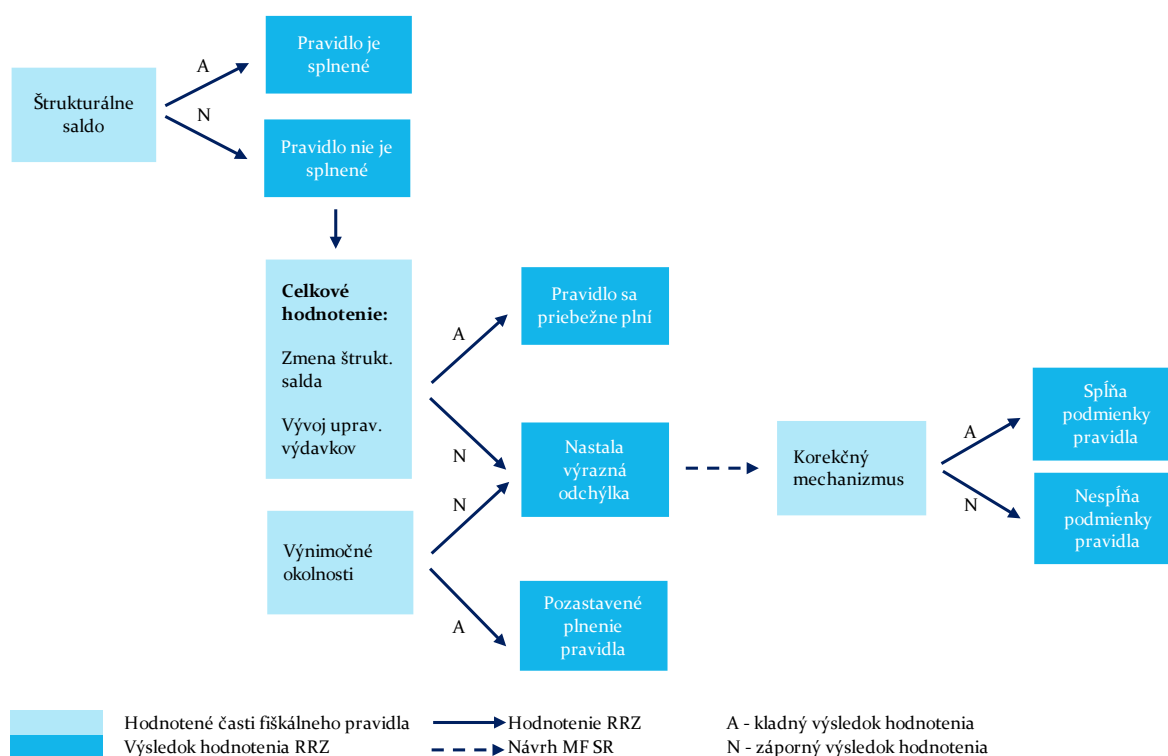 Pravidlo je
splnené
A
Štrukturálne
saldo
N
Pravidlo nie je
splnené
Celkové
hodnotenie:
Zmena štrukt.
salda
Vývoj uprav.
výdavkov
A
Pravidlo sa
priebežne plní
N
Nastala
výrazná
odchýlka
N
Výnimočné
okolnosti
A
Pozastavené
plnenie
pravidla
Korekčný
mechanizmus
A
Spĺňa
podmienky
pravidla
N
Nespĺňa
podmienky
pravidla
Hodnotené časti fiškálneho pravidla
Hodnotenie RRZ
A - kladný výsledok hodnotenia
Výsledok hodnotenia RRZ
Návrh MF SR
N - záporný výsledok hodnotenia